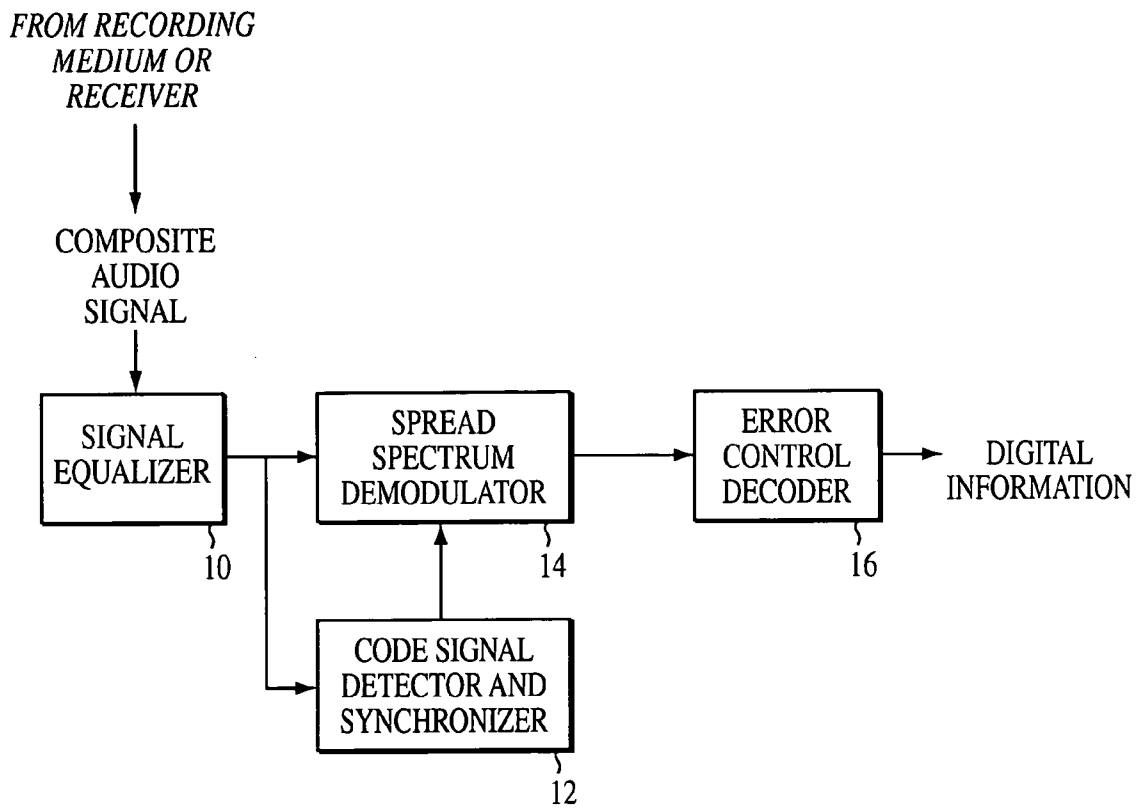 FROM RECORDING
MEDIUM OR
RECEIVER
COMPOSITE
AUDIO
SIGNAL
SIGNAL
EQUALIZER
10
SPREAD
SPECTRUM
DEMODULATOR
14
ERROR
CONTROL
DECODER
16
DIGITAL
INFORMATION
CODE SIGNAL
DETECTOR AND
SYNCHRONIZER
12